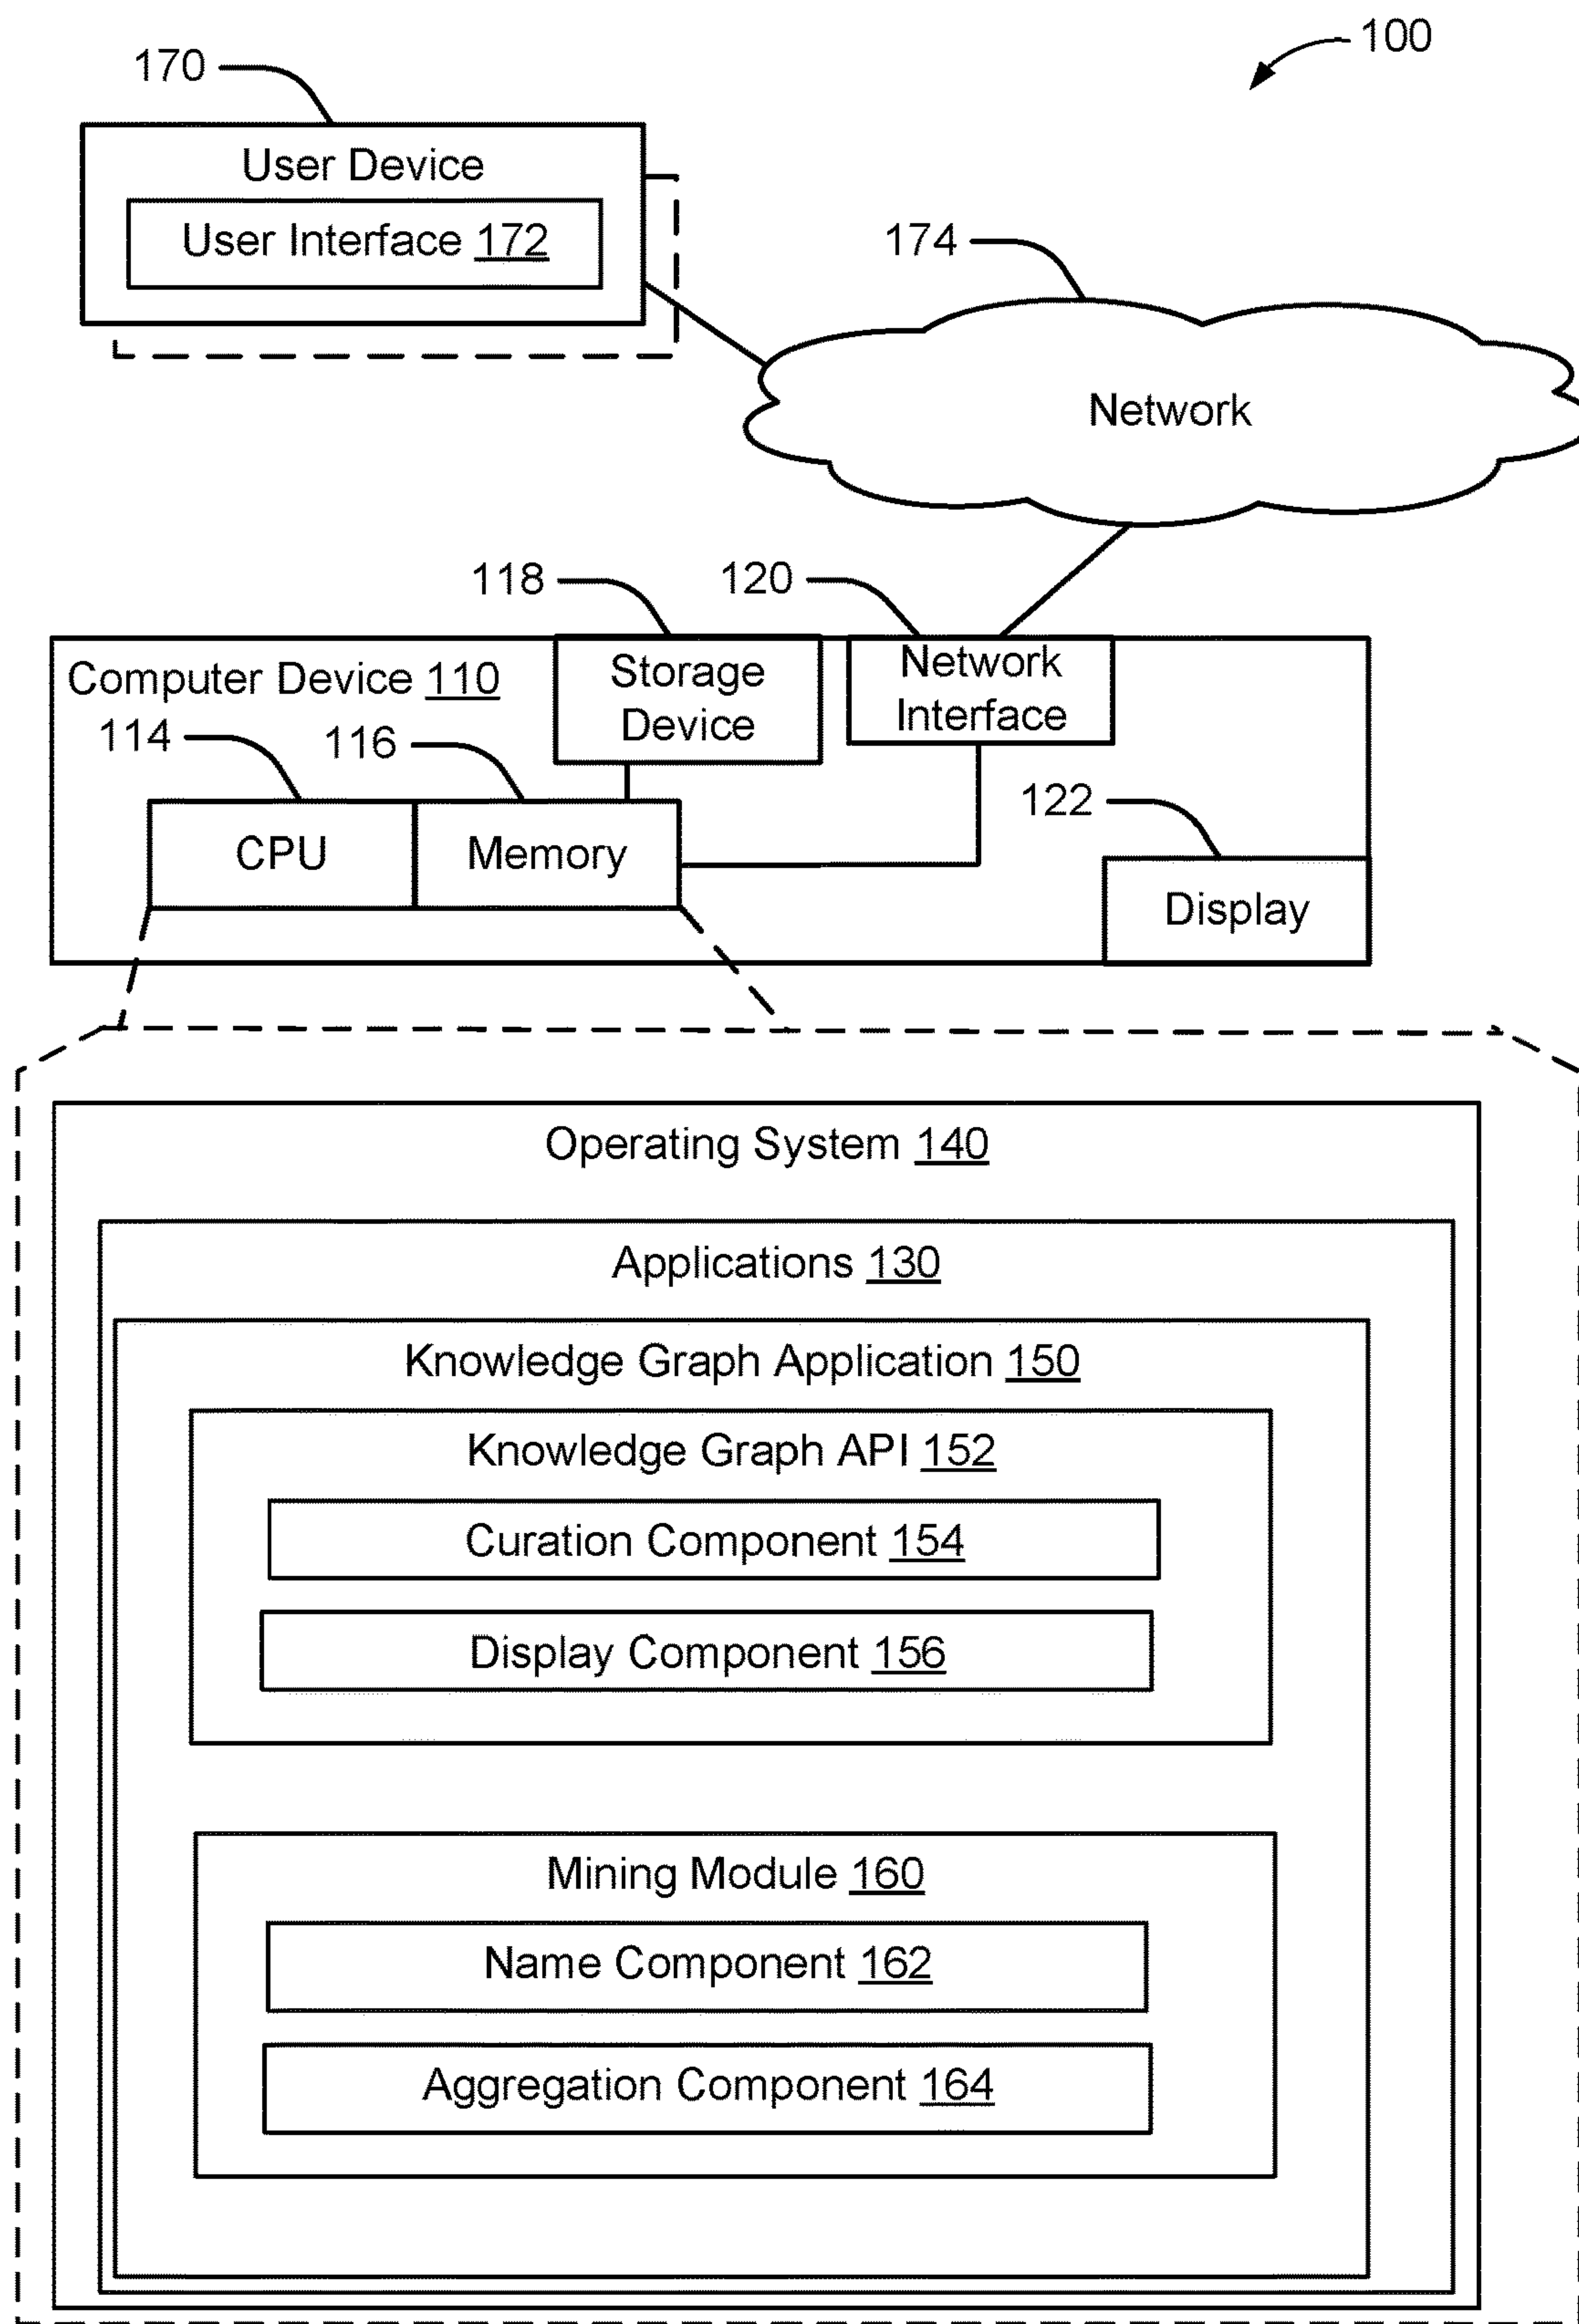 100
170
User Device
User Interface 172
174
Network
118
120
Computer Device 110
Storage
Device
Network
Interface
114
116
122
CPU
Memory
Display
Operating System 140
Applications 130
Knowledge Graph Application 150
Knowledge Graph API 152
Curation Component 154
Display Component 156
Mining Module 160
Name Component 162
Aggregation Component 164